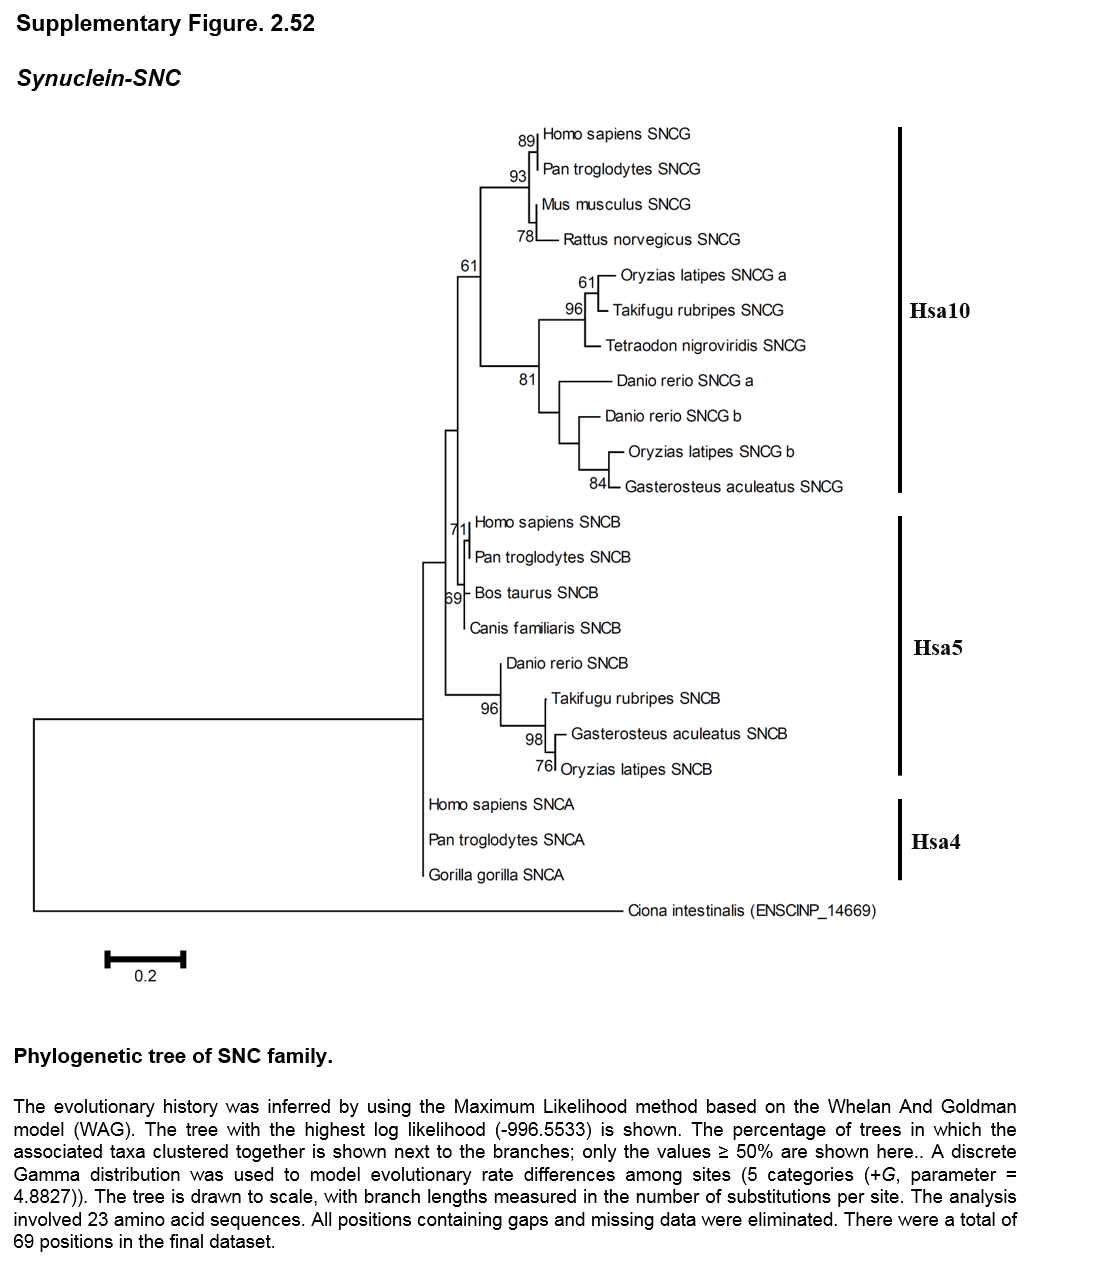 Supplementary Figure. 2.52
Synuclein-SNC
89
Homo sapiens SNCG
93
Pan troglodytes SNCG
Mus musculus SNCG
78
Rattus norvegicus SNCG
61
61
Oryzias latipes SNCG a
96
Takifugu rubripes SNCG
Hsa10
Tetraodon nigroviridis SNCG
81
Danio rerio SNCG a
Danio rerio SNCG b
Oryzias latipes SNCG b
84
Gasterosteus aculeatus SNCG
71
Homo sapiens SNCB
Pan troglodytes SNCB
69
Bos taurus SNCB
Canis familiaris SNCB
Hsa5
Danio rerio SNCB
96
Takifugu rubripes SNCB
98
Gasterosteus aculeatus SNCB
76
Oryzias latipes SNCB
Homo sapiens SNCA
Pan troglodytes SNCA
Hsa4
Gorilla gorilla SNCA
Ciona intestinalis (ENSCINP_14669)
0.2
Phylogenetic tree of SNC family.
The evolutionary history was inferred by using the Maximum Likelihood method based on the Whelan And Goldman
model (WAG). The tree with the highest log likelihood (-996.5533) is shown. The percentage of trees in which the
associated taxa clustered together is shown next to the branches; only the values ≥ 50% are shown here.. A discrete
Gamma distribution was used to model evolutionary rate differences among sites (5 categories (+G, parameter =
4.8827)). The tree is drawn to scale, with branch lengths measured in the number of substitutions per site. The analysis
involved 23 amino acid sequences. All positions containing gaps and missing data were eliminated. There were a total of
69 positions in the final dataset.